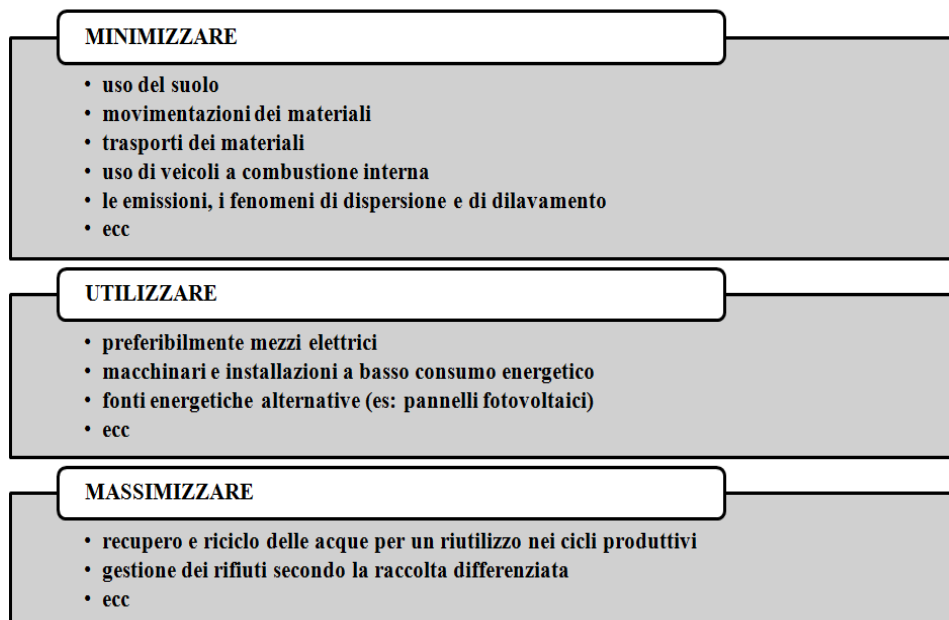 MINIMIZZARE
• uso del suolo
• movimentazioni dei materiali
• trasporti dei materiali
• uso di veicoli a combustione interna
• le emissioni, i fenomeni di dispersione e di dilavamento
• ecc
UTILIZZARE
• preferibilmente mezzi elettrici
• macchinari e installazioni a basso consumo energetico
• fonti energetiche alternative (es: pannelli fotovoltaici)
• ecc
MASSIMIZZARE
• recupero e riciclo delle acque per un riutilizzo nei cicli produttivi
• gestione dei rifiuti secondo la raccolta differenziata
• ecc